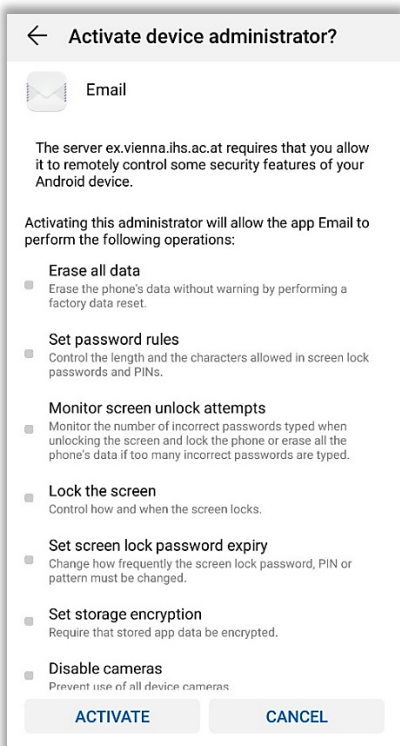 Activate device administrator?
Email
The server ex.vienna.ihs.ac.at requires that you allow
it to remotely control some security features of your
Android device.
Activating this administrator will allow the app Email to
perform the following operations:
Erase all data
Erase the phone's data without warning by performing a
factory data reset.
Set password rules
Control the length and the characters allowed in screen lock
passwords and PINs.
Monitor screen unlock attempts
Monitor the number of incorrect passwords typed when
unlocking the screen and lock the phone or erase all the
phone's data if too many incorrect passwords are typed.
Lock the screen
Control how and when the screen locks.
Set screen lock password expiry
Change how frequently the screen lock password, PIN or
pattern must be changed.
Set storage encryption
Require that stored app data be encrypted.
Disable cameras
Prevent use of all device cameras.
ACTIVATE CANCEL